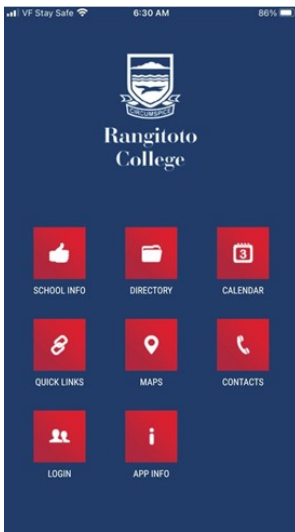 VF Stay Safe 6:30 AM 86%
CIRCUMSPICE
Rangitoto
College
SCHOOL INFO DIRECTORY 3 CALENDAR
QUICK LINKS MAPS CONTACTS
LOGIN i APP INFO